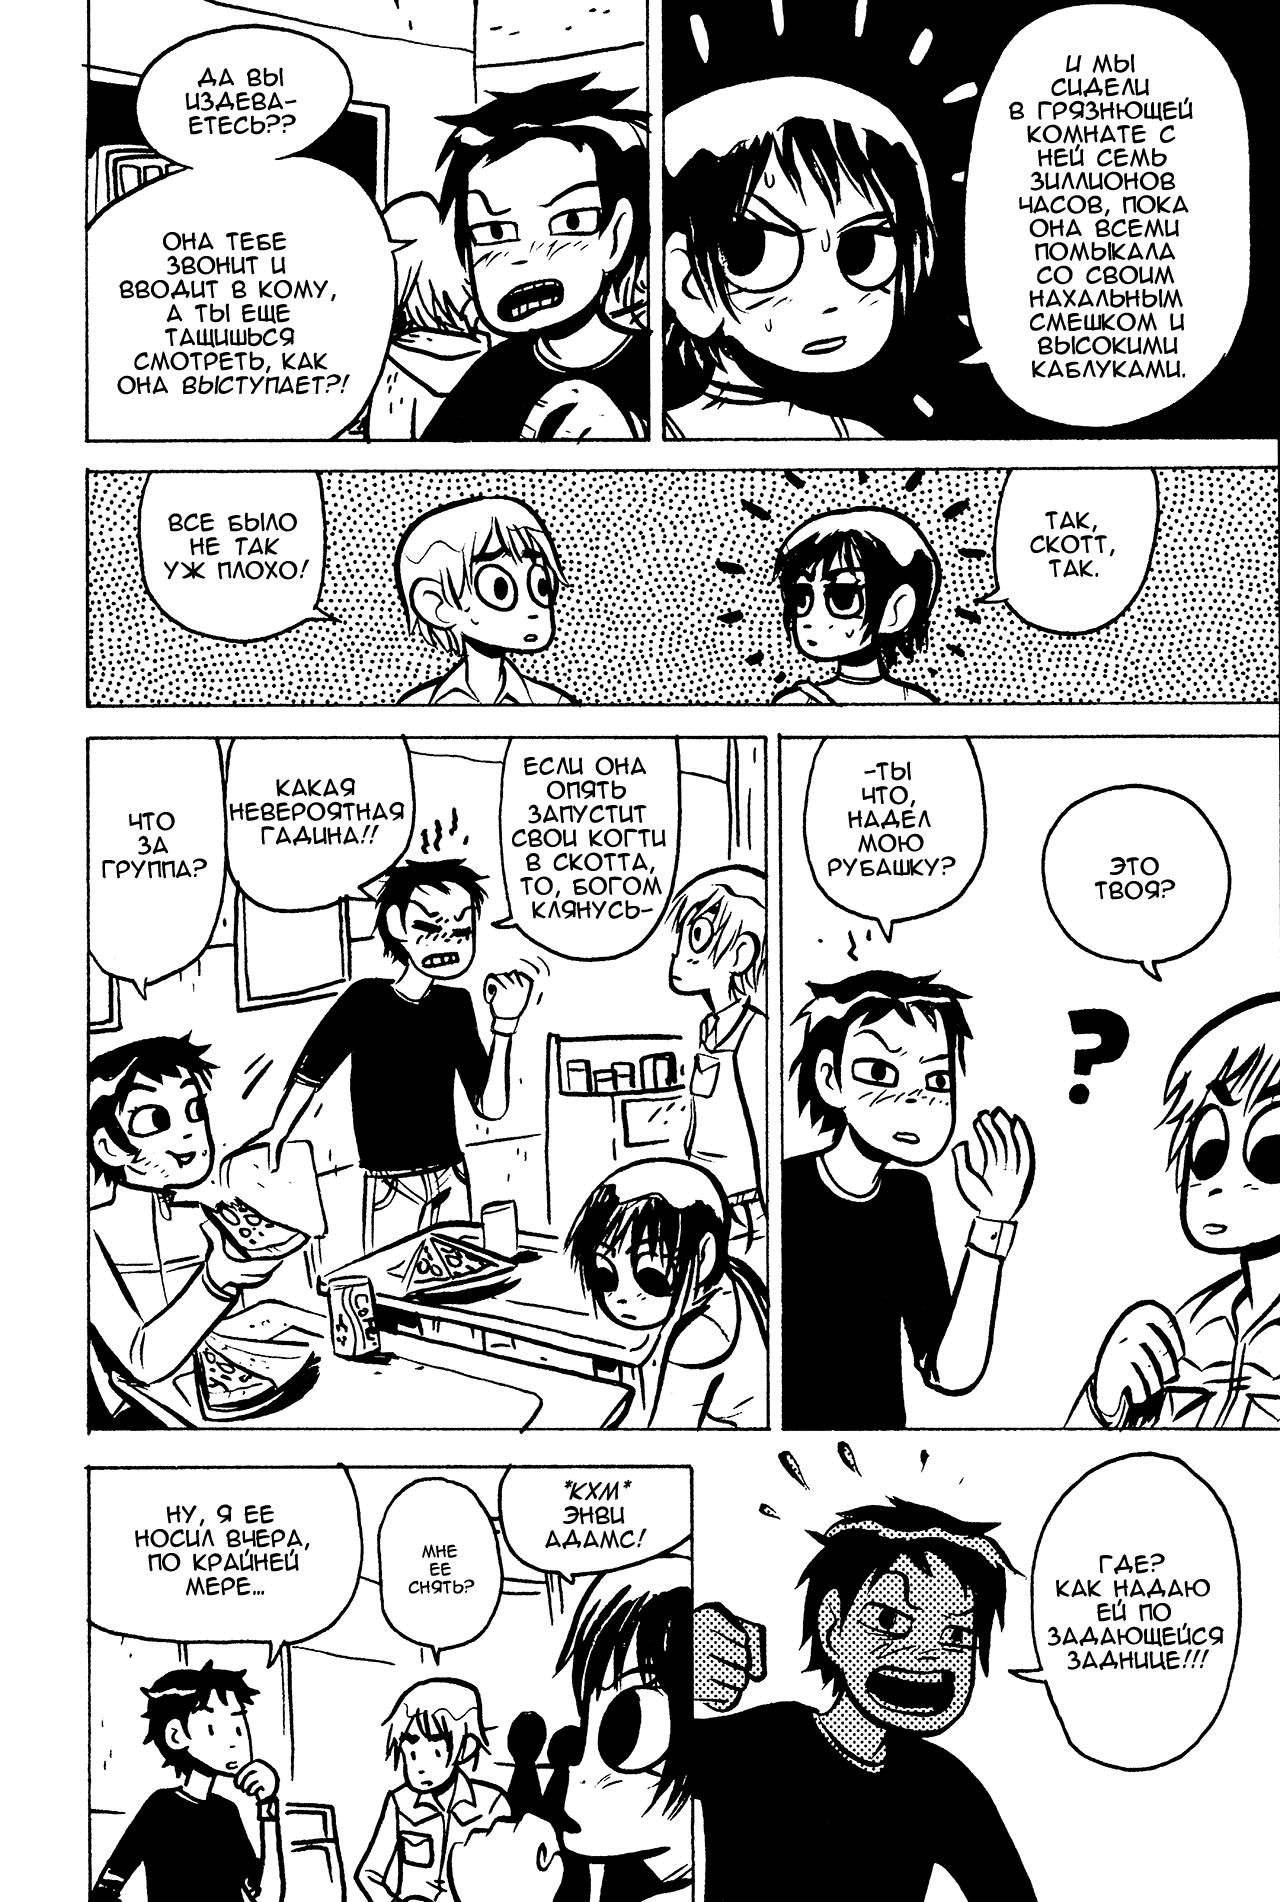 ДА ВЫ
ИЗДЕВА-
ЕТЕСЬ??
ОНА ТЕБЕ
ЗВОНИТ И
ВВОДИТ В КОМУ,
А ТЫ ЕЩЕ
ТАЩИШЬСЯ
СМОТРЕТЬ, КАК
ОНА ВЫСТУПАЕТ?!
И МЫ
СИДЕЛИ
В ГРЯЗНЮЩЕЙ
КОМНАТЕ С
НЕЙ СЕМЬ
ЗИЛЛИОНОВ
ЧАСОВ, ПОКА
ОНА ВСЕМИ
ПОМЫКАЛА
СО СВОИМ
НАХАЛЬНЫМ
СМЕШКОМ И
ВЫСОКИМИ
КАБЛУКАМИ.
ВСЕ БЫЛО
НЕ ТАК
УЖ ПЛОХО!
ТАК,
СКОТТ,
ТАК.
ЧТО
ЗА
ГРУППА?
КАКАЯ
НЕВЕРОЯТНАЯ
ГАДИНА!!
ЕСЛИ ОНА
ОПЯТЬ
ЗАПУСТИТ
СВОИ КОГТИ
В СКОТТА,
ТО, БОГОМ
КЛЯНУСЬ-
Coke
-ТЫ
ЧТО,
НАДЕЛ
МОЮ
РУБАШКУ?
ЭТО
ТВОЯ?
?
НУ, Я ЕЕ
НОСИЛ ВЧЕРА,
ПО КРАЙНЕЙ
МЕРЕ...
МНЕ
ЕЕ
СНЯТЬ?
*КХМ*
ЭНВИ
АДАМС!
ГДЕ?
КАК НАДАЮ
ЕЙ ПО
ЗАДАЮЩЕЙСЯ
ЗАДНИЦЕ!!!